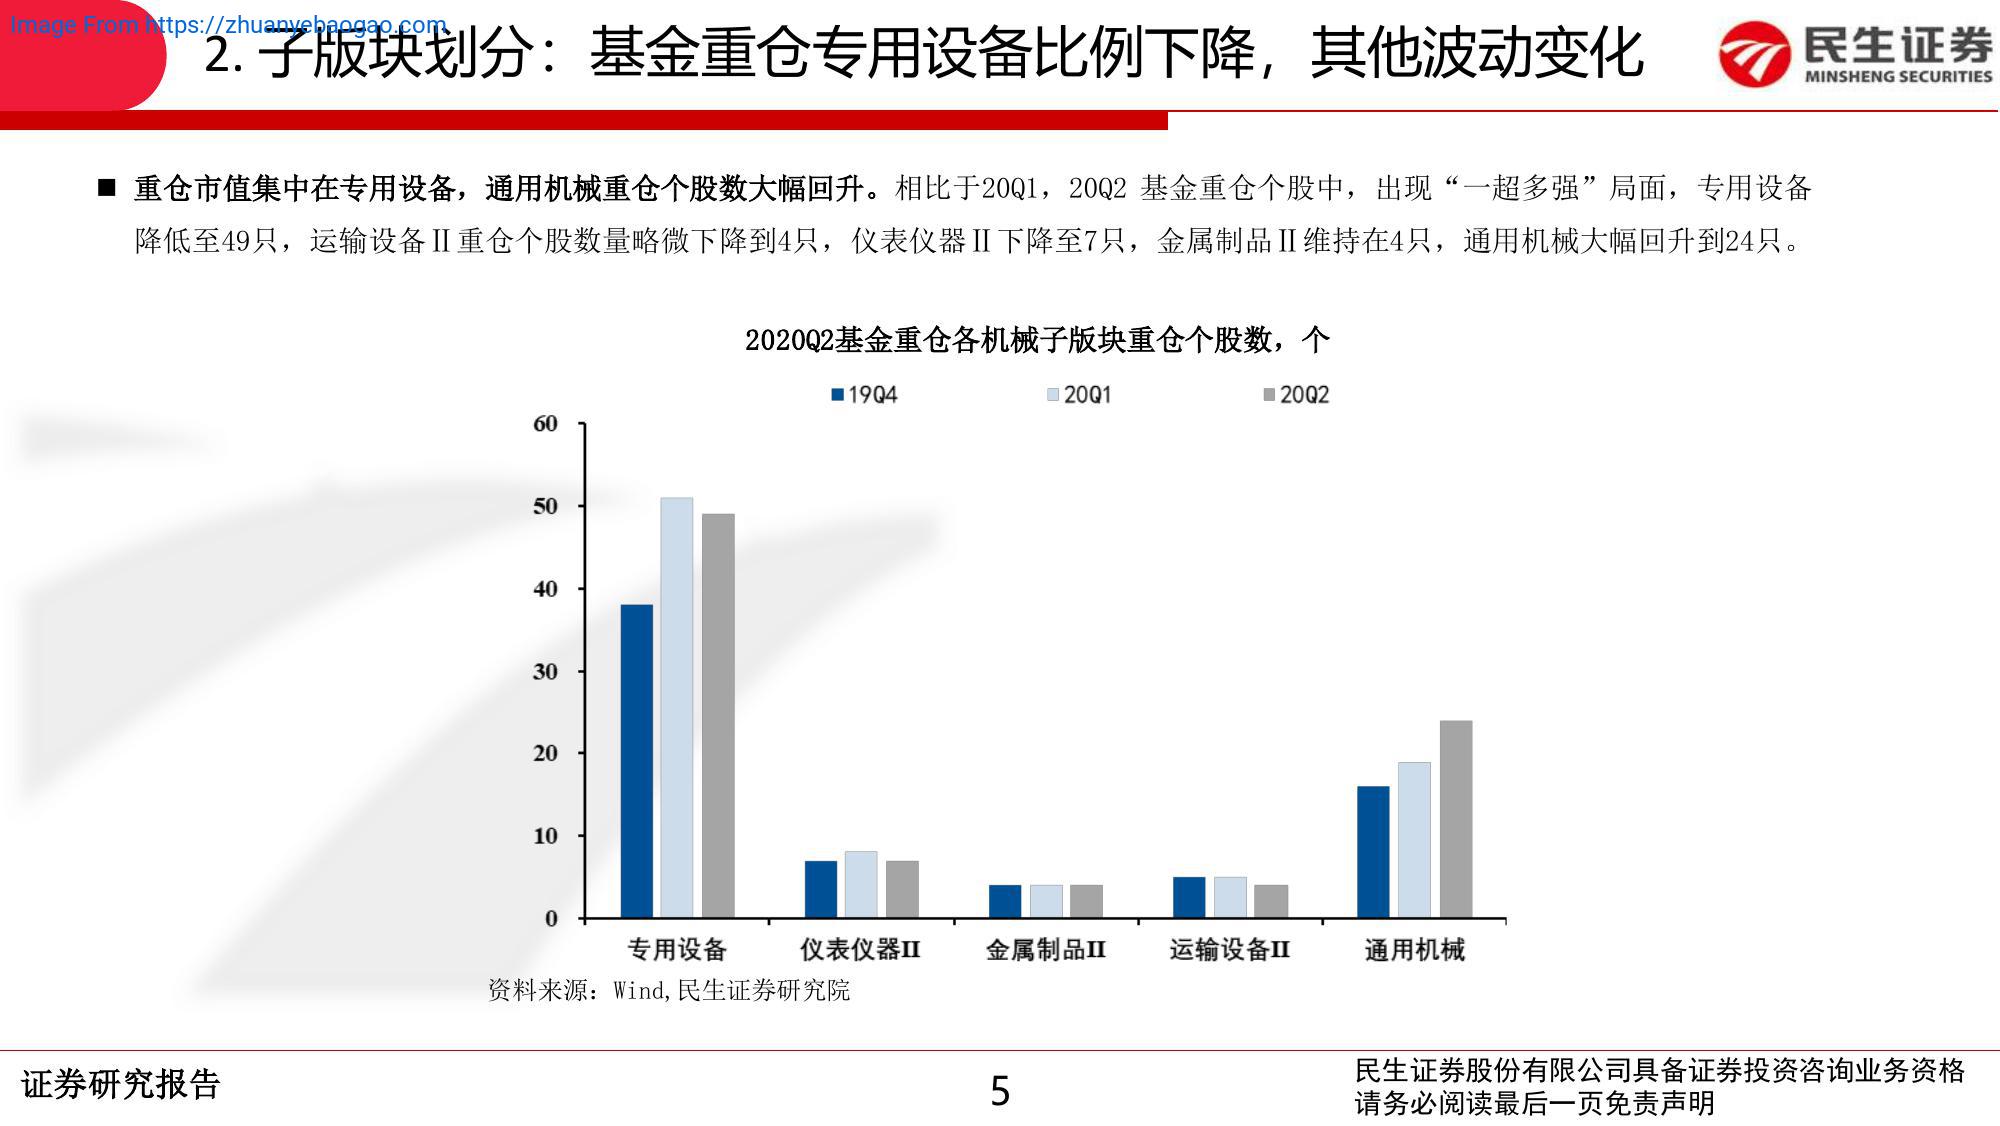 Image From https://zhuanyebaogao.com
2. 子版块划分：基金重仓专用设备比例下降，其他波动变化
民生证券
MINSHENG SECURITIES
■ 重仓市值集中在专用设备，通用机械重仓个股数大幅回升。相比于20Q1，20Q2 基金重仓个股中，出现“一超多强”局面，专用设备
降低至49只，运输设备Ⅱ重仓个股数量略微下降到4只，仪表仪器Ⅱ下降至7只，金属制品Ⅱ维持在4只，通用机械大幅回升到24只。
2020Q2基金重仓各机械子版块重仓个股数，个
19Q4 20Q1 20Q2
60
50
40
30
20
10
0
专用设备 仪表仪器II 金属制品II 运输设备II 通用机械
资料来源：Wind,民生证券研究院
证券研究报告
5
民生证券股份有限公司具备证券投资咨询业务资格
请务必阅读最后一页免责声明